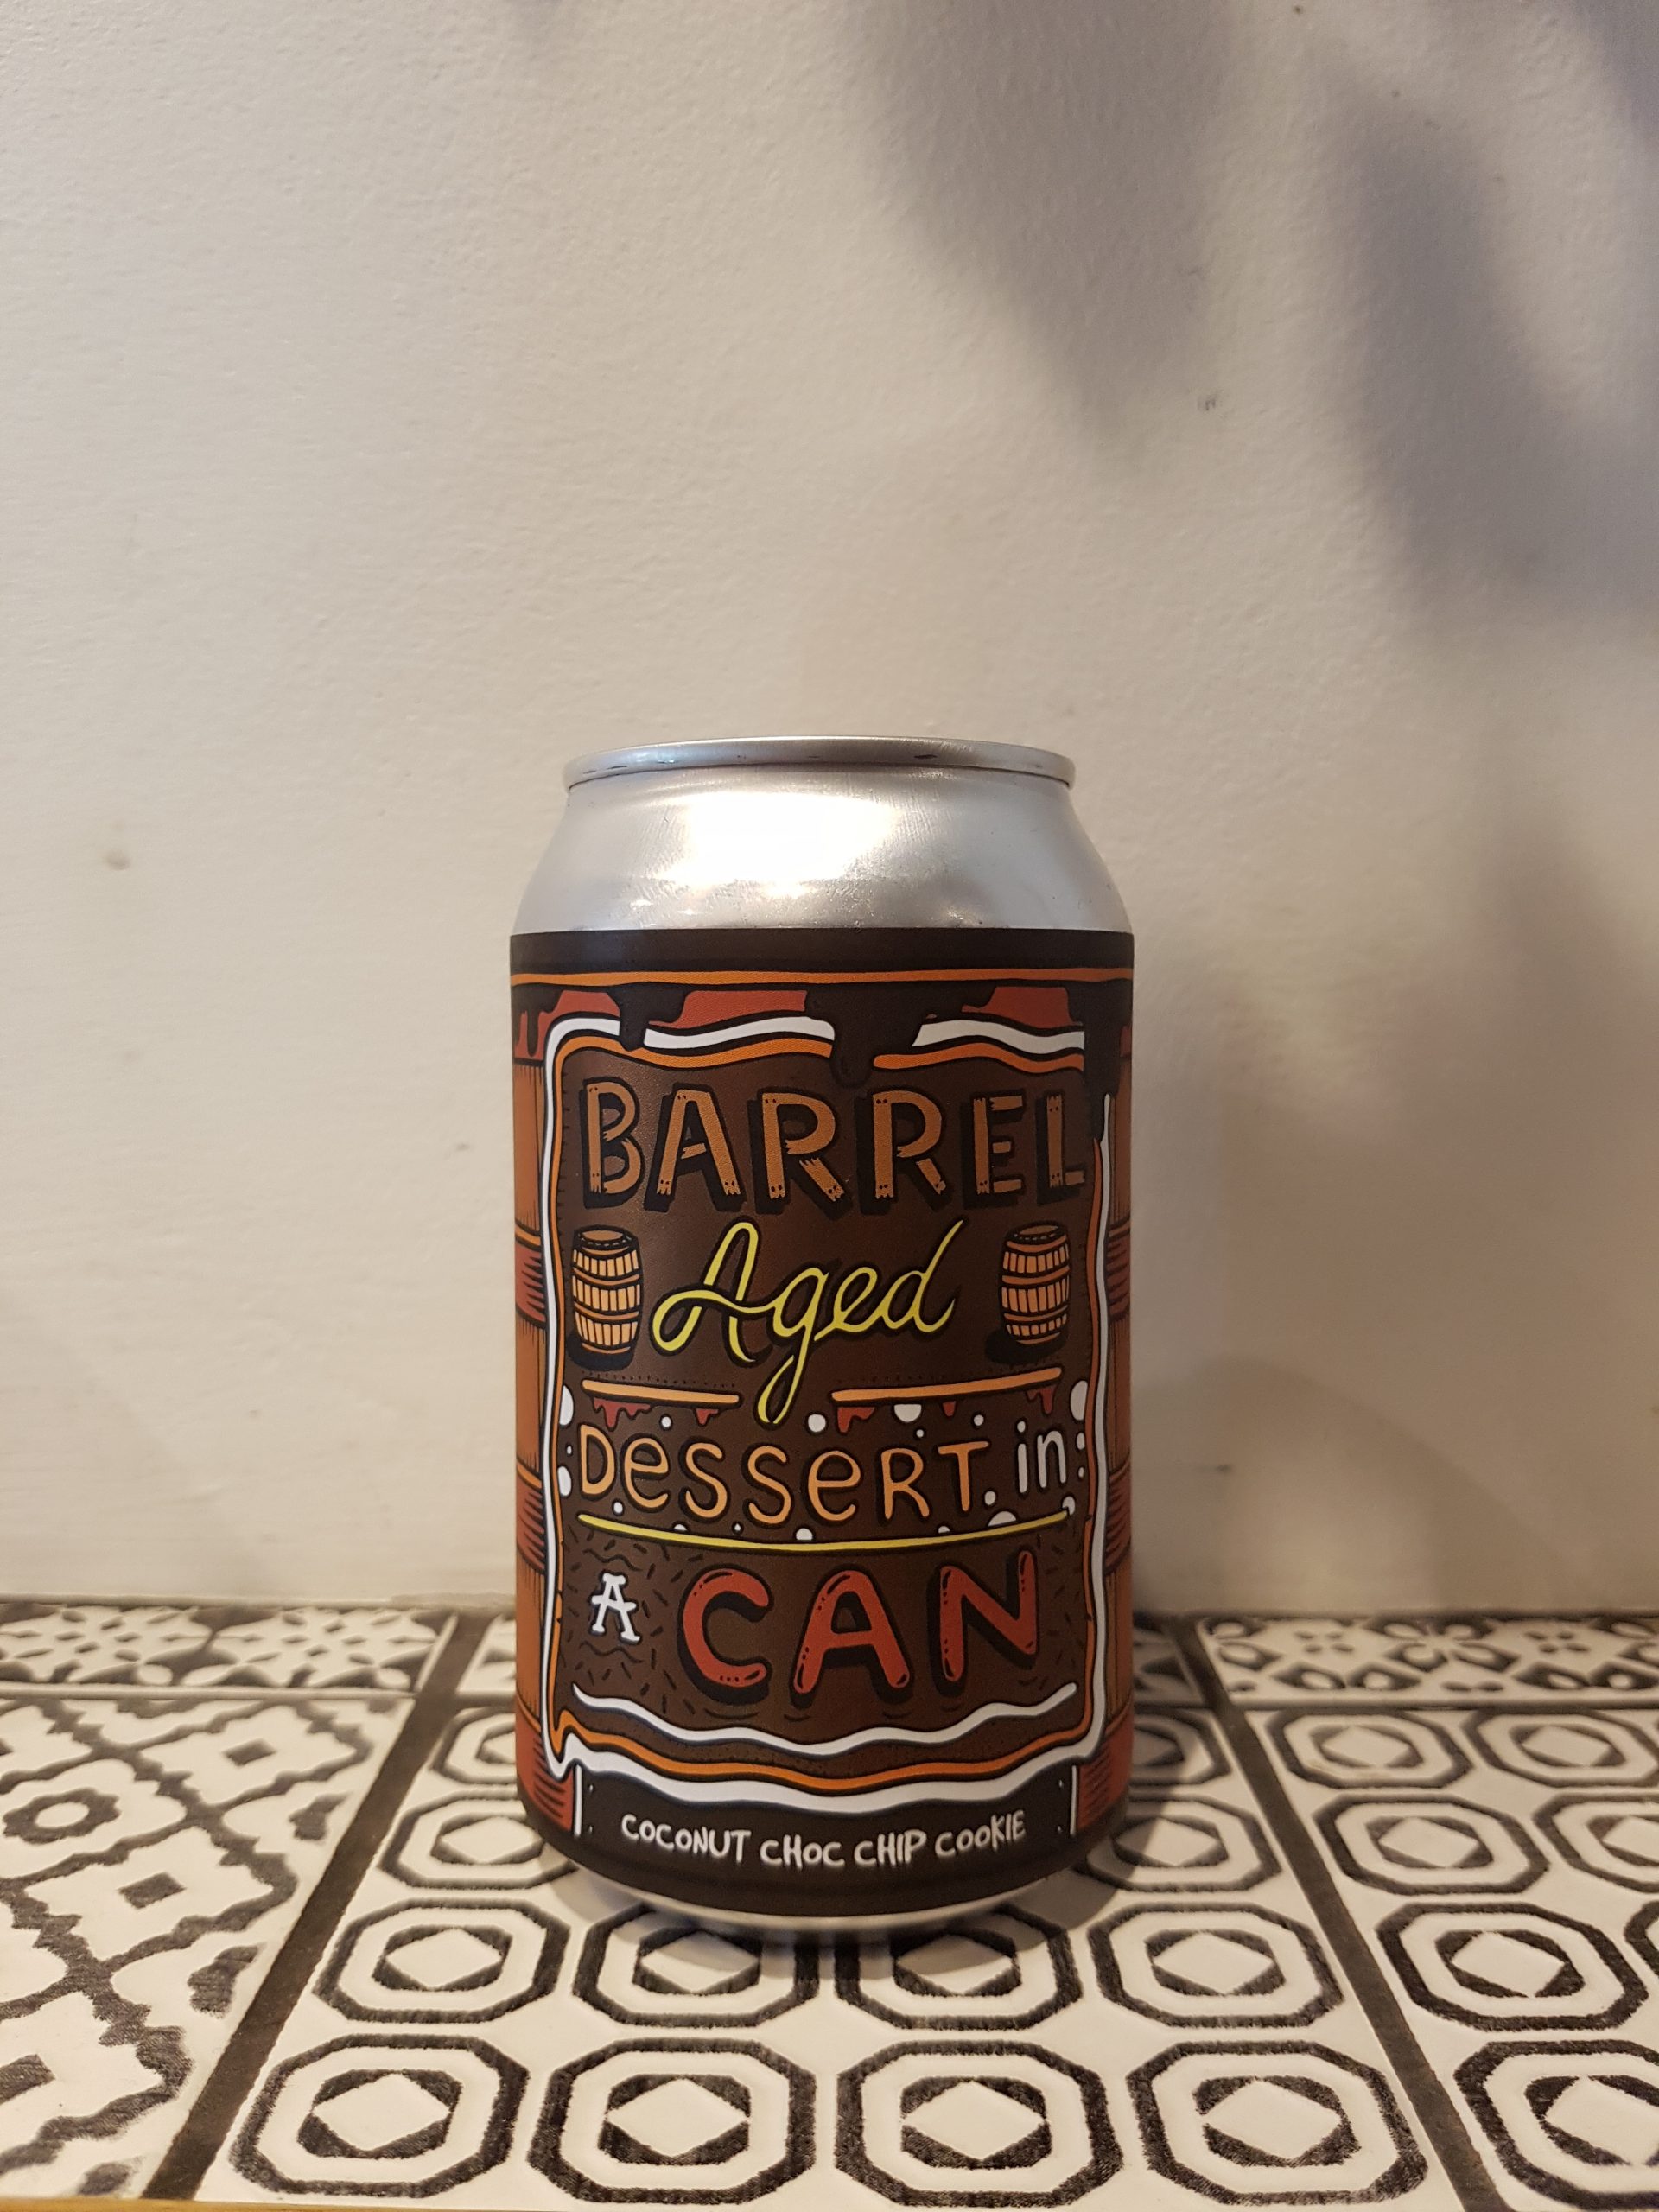 BARREL
Aged
Dessert in
A CAN
COCONUT CHOC CHIP COOKIE